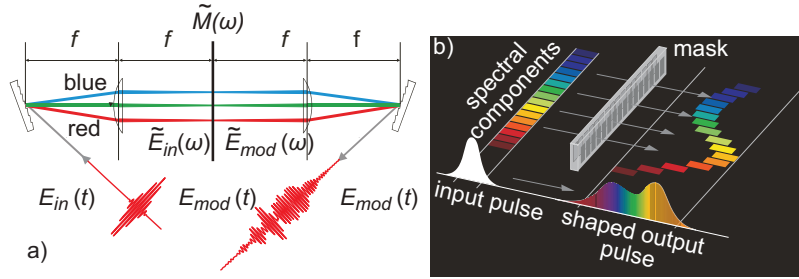 M̃(ω)
f f f f
blue
red
Ẽin(ω) Ẽmod(ω)
Ein(t) Emod(t) Emod(t)
a)
b)
mask
spectral
components
input pulse
shaped output
pulse